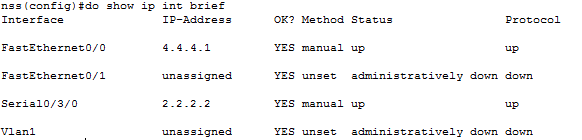 nss(config)#do show ip int brief
Interface IP-Address OK? Method Status Protocol
FastEthernet0/0 4.4.4.1 YES manual up up
FastEthernet0/1 unassigned YES unset administratively down down
Serial0/3/0 2.2.2.2 YES manual up up
Vlan1 unassigned YES unset administratively down down